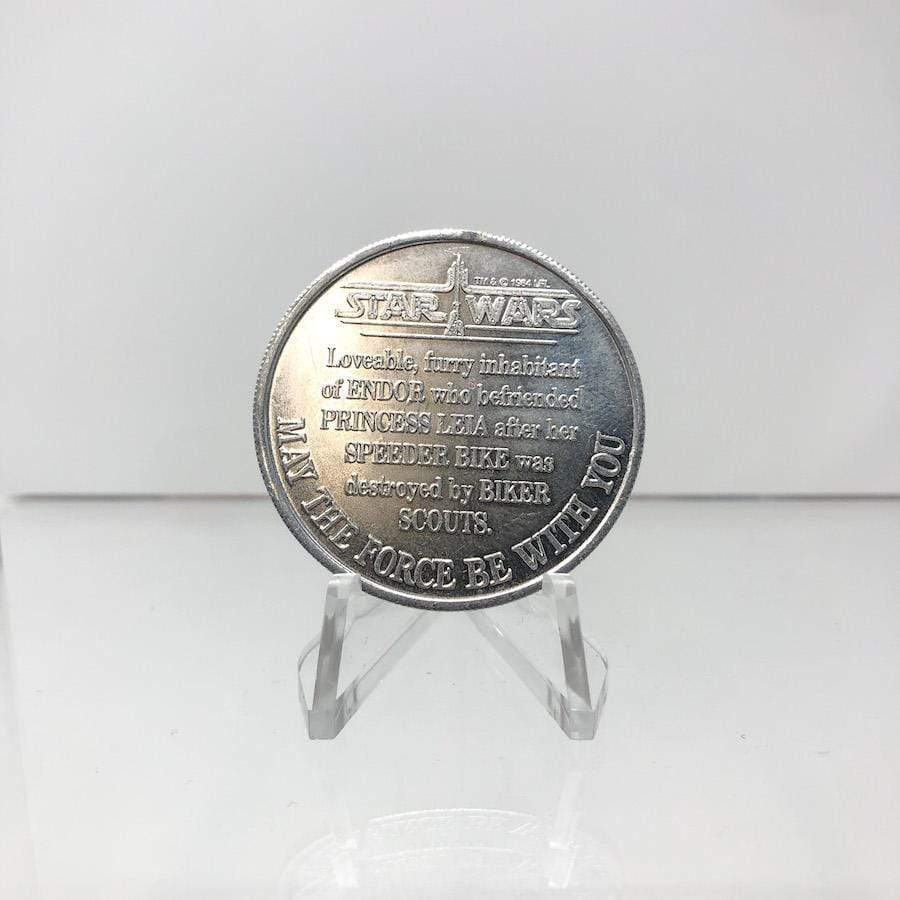 TM & © 1984 LFL
STAR WARS
Loveable, furry inhabitant
of ENDOR who befriended
PRINCESS LEIA after her
SPEEDER BIKE was
destroyed by BIKER
SCOUTS.
MAY THE FORCE BE WITH YOU